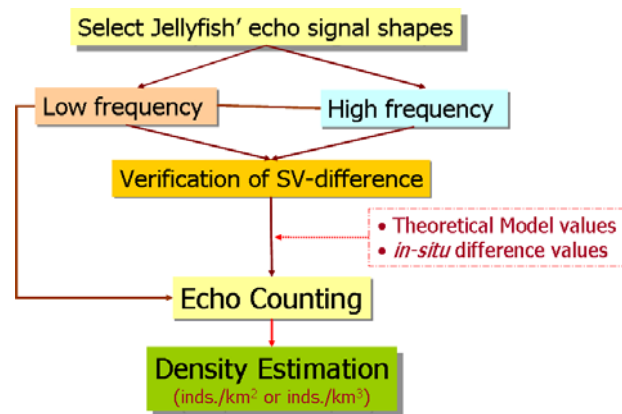 Select Jellyfish' echo signal shapes
Low frequency
High frequency
Verification of SV-difference
• Theoretical Model values
• in-situ difference values
Echo Counting
Density Estimation
(inds./km² or inds./km³)